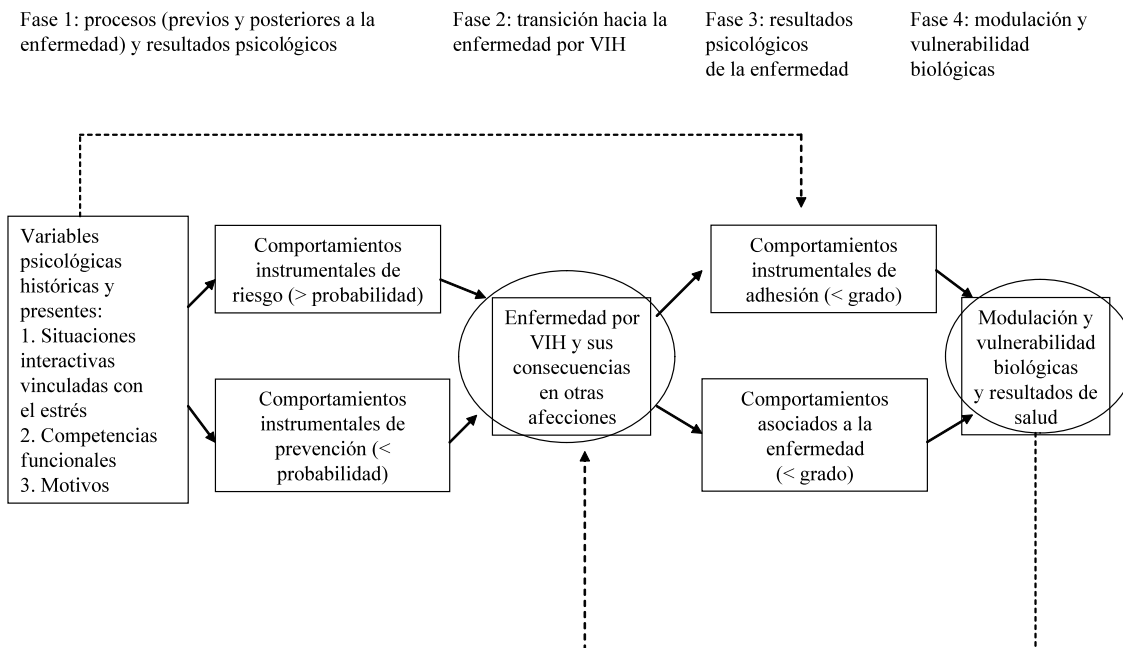 Fase 1: procesos (previos y posteriores a la
enfermedad) y resultados psicológicos
Fase 2: transición hacia la
enfermedad por VIH
Fase 3: resultados
psicológicos
de la enfermedad
Fase 4: modulación y
vulnerabilidad
biológicas
Variables
psicológicas
históricas y
presentes:
1. Situaciones
interactivas
vinculadas con
el estrés
2. Competencias
funcionales
3. Motivos
Comportamientos
instrumentales de
riesgo (> probabilidad)
Comportamientos
instrumentales de
prevención (<
probabilidad)
Enfermedad por
VIH y sus
consecuencias
en otras
afecciones
Comportamientos
instrumentales de
adhesión (< grado)
Comportamientos
asociados a la
enfermedad
(< grado)
Modulación y
vulnerabilidad
biológicas
y resultados de
salud